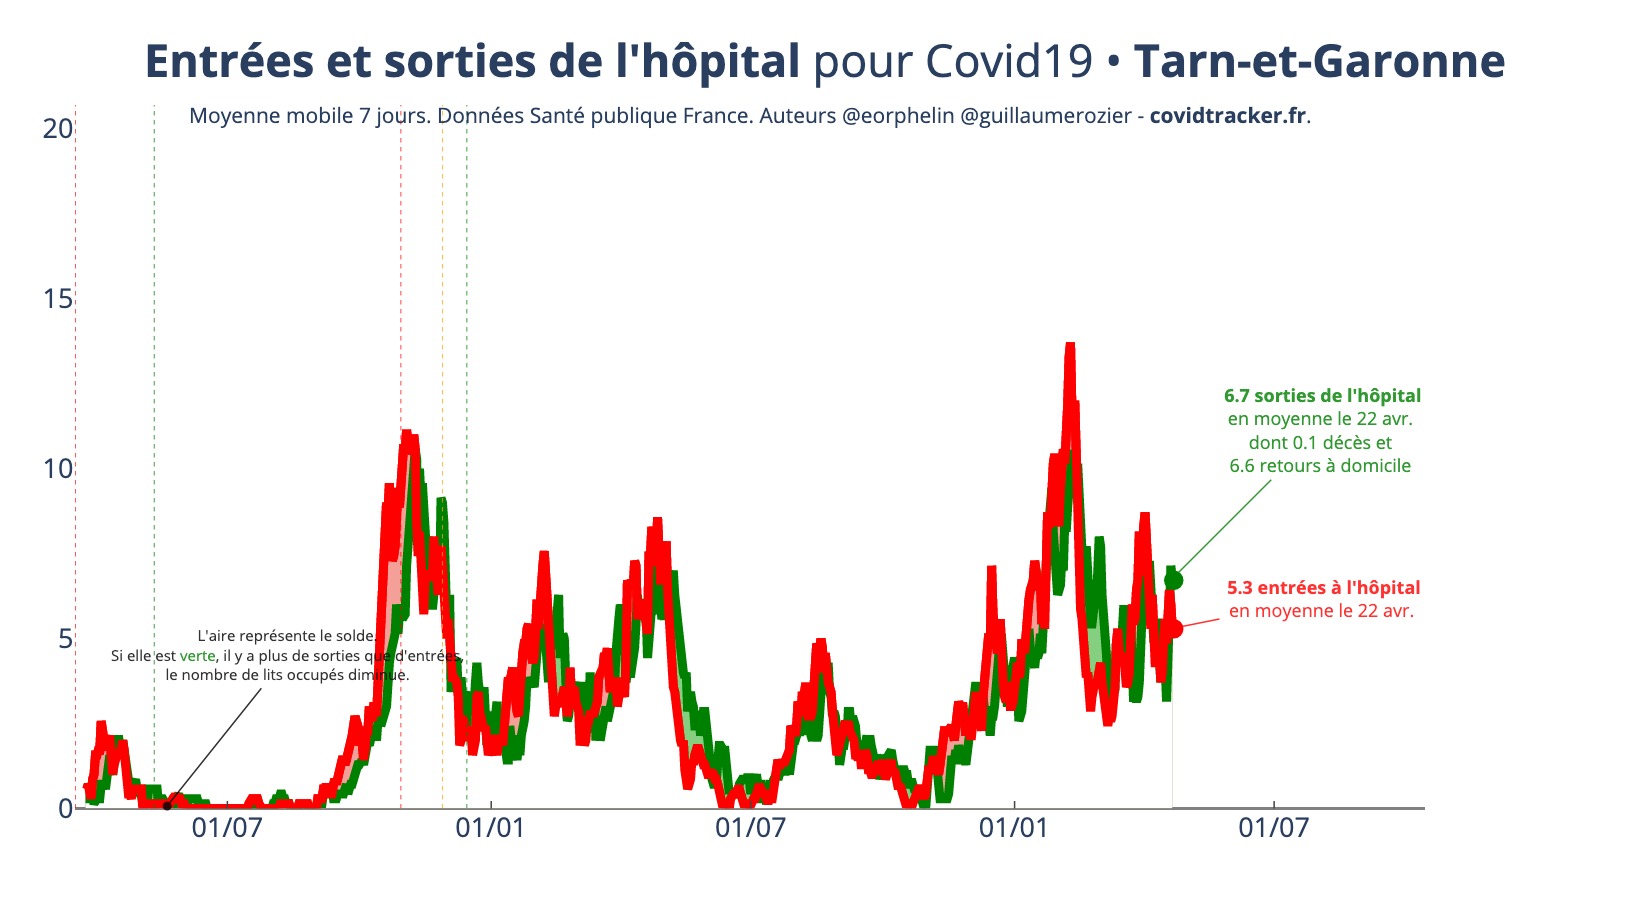 Entrées et sorties de l'hôpital pour Covid19 • Tarn-et-Garonne
Moyenne mobile 7 jours. Données Santé publique France. Auteurs @eorphelin @guillaumerozier - covidtracker.fr.
20
15
10
5
0
6.7 sorties de l'hôpital
en moyenne le 22 avr.
dont 0.1 décès et
6.6 retours à domicile
5.3 entrées à l'hôpital
en moyenne le 22 avr.
L'aire représente le solde.
Si elle est verte, il y a plus de sorties que d'entrées,
le nombre de lits occupés diminue.
01/07
01/01
01/07
01/01
01/07